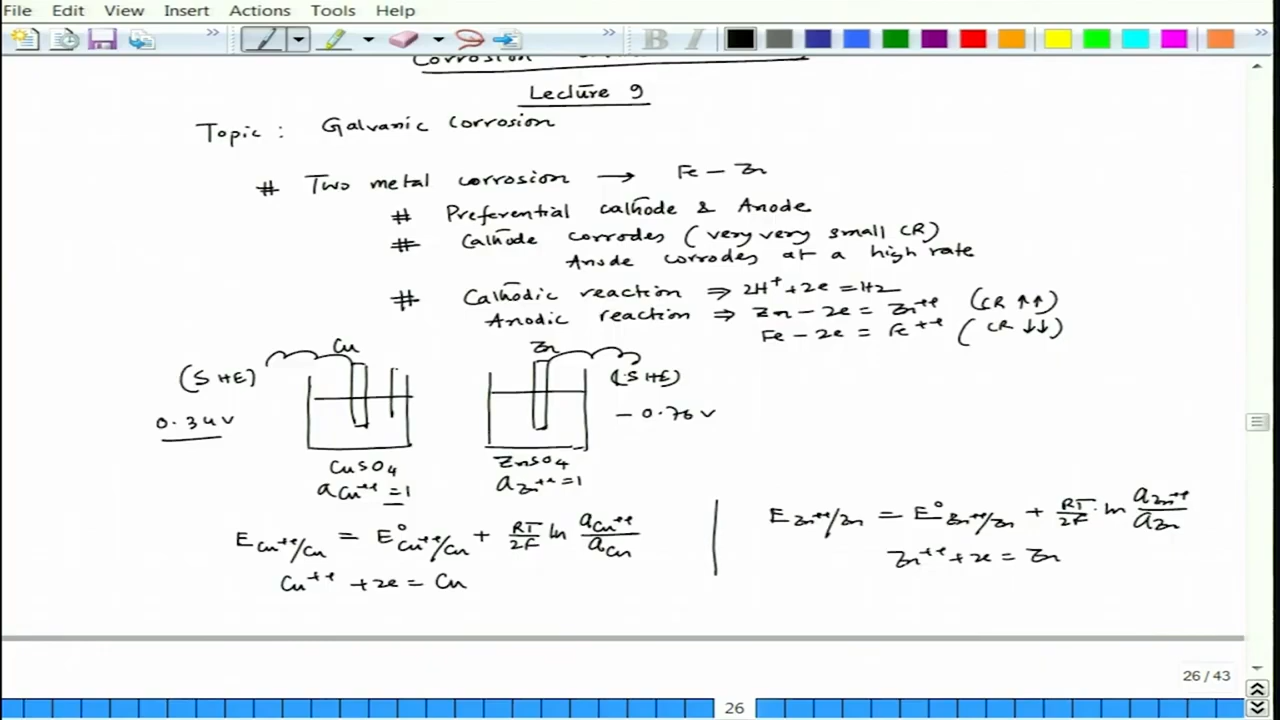 File Edit View Insert Actions Tools Help
B I
Corrosion
Lecture 9
Topic : Galvanic Corrosion
# Two metal corrosion → Fe – Zn
# Preferential cathode & Anode
# Cathode corrodes (very very small CR)
Anode corrodes at a high rate
# Cathodic reaction ⇒ 2H⁺ + 2e = H2
Anodic reaction ⇒ Zn – 2e = Zn⁺⁺ (CR ↑↑)
Fe – 2e = Fe⁺⁺ (CR ↓↓)
Cu Zn
(SHE) (SHE)
0.34V – 0.76 V
CuSO4 ZnSO4
aCu⁺⁺ = 1 aZn⁺⁺ = 1
E Cu⁺⁺/Cu = E° Cu⁺⁺/Cu + RT/2F ln aCu⁺⁺/aCu
Cu⁺⁺ + 2e = Cu
E Zn⁺⁺/Zn = E° Zn⁺⁺/Zn + RT/2F . ln aZn⁺⁺/aZn
Zn⁺⁺ + 2e = Zn
26 / 43
26